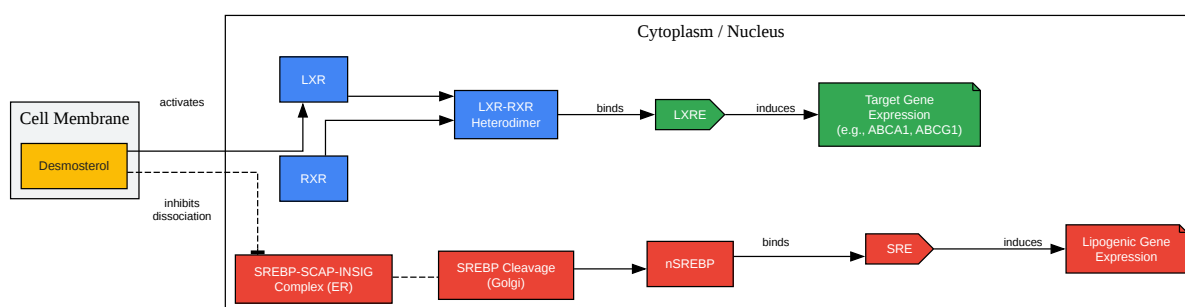 Cytoplasm / Nucleus
LXR
activates
Cell Membrane
LXR-RXR
Heterodimer
binds
LXRE
induces
Target Gene
Expression
(e.g., ABCA1, ABCG1)
Desmosterol
RXR
inhibits
dissociation
SREBP-SCAP-INSIG
Complex (ER)
SREBP Cleavage
(Golgi)
nSREBP
binds
SRE
induces
Lipogenic Gene
Expression